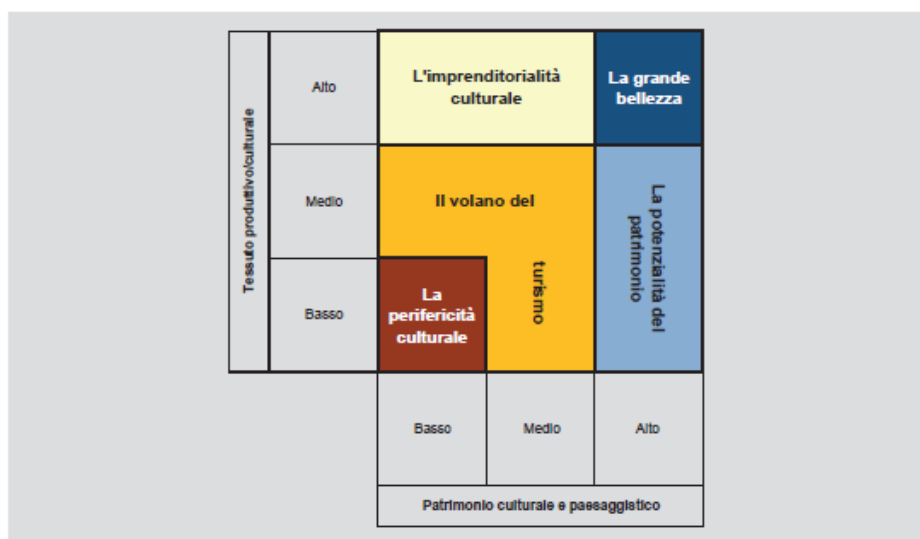 Tessuto produttivo/culturale
Alto
L'imprenditorialità
culturale
La grande
bellezza
Medio
Il volano del
turismo
La potenzialità del
patrimonio
Basso
La
perifericità
culturale
Basso
Medio
Alto
Patrimonio culturale e paesaggistico